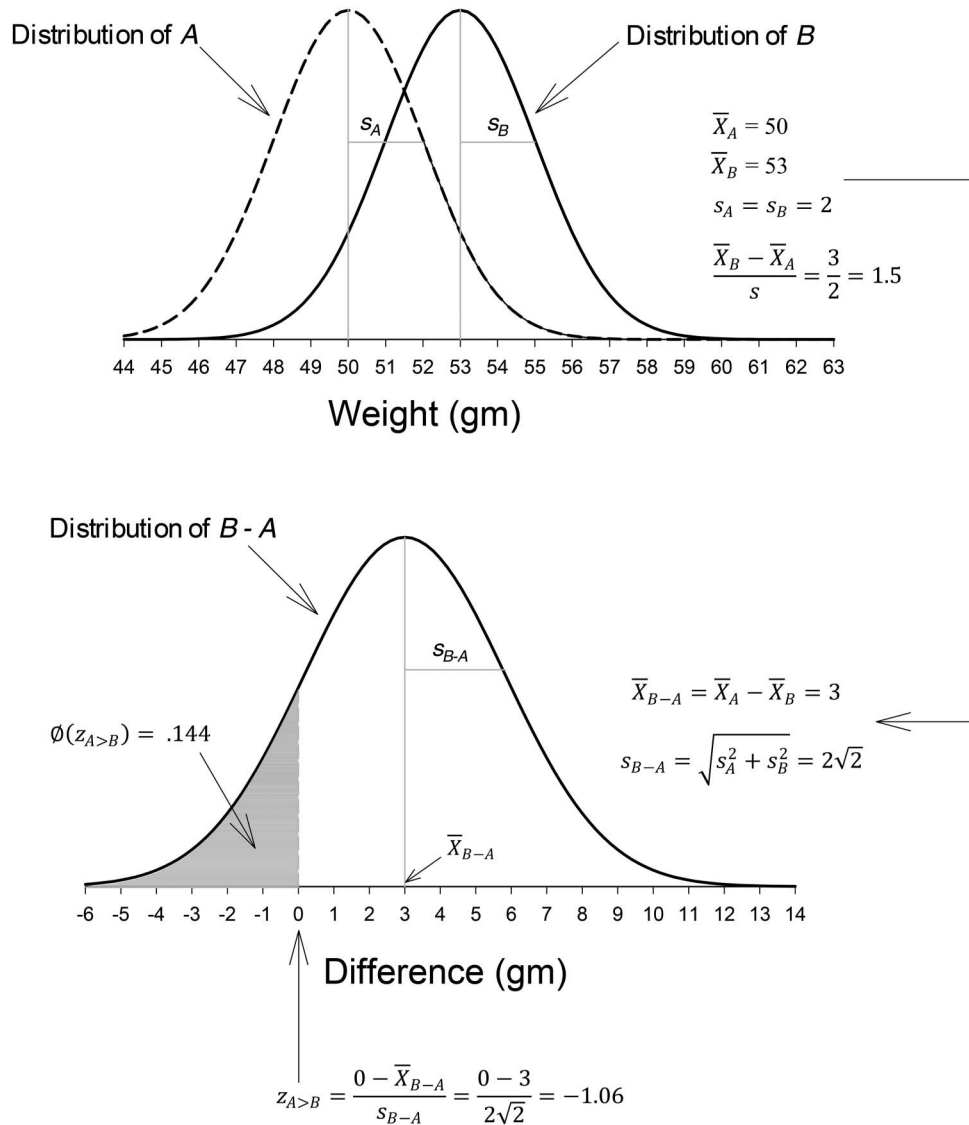 Distribution of A
Distribution of B
s_A
s_B
X̅_A = 50
X̅_B = 53
s_A = s_B = 2
(X̅_B − X̅_A)/s = 3/2 = 1.5
44 45 46 47 48 49 50 51 52 53 54 55 56 57 58 59 60 61 62 63
Weight (gm)
Distribution of B - A
s_B-A
X̅_B−A = X̅_A − X̅_B = 3
∅(z_A>B) = .144
s_B−A = √(s_A² + s_B²) = 2√2
X̅_B−A
-6 -5 -4 -3 -2 -1 0 1 2 3 4 5 6 7 8 9 10 11 12 13 14
Difference (gm)
z_A>B = (0 − X̅_B−A)/s_B−A = (0 − 3)/(2√2) = −1.06